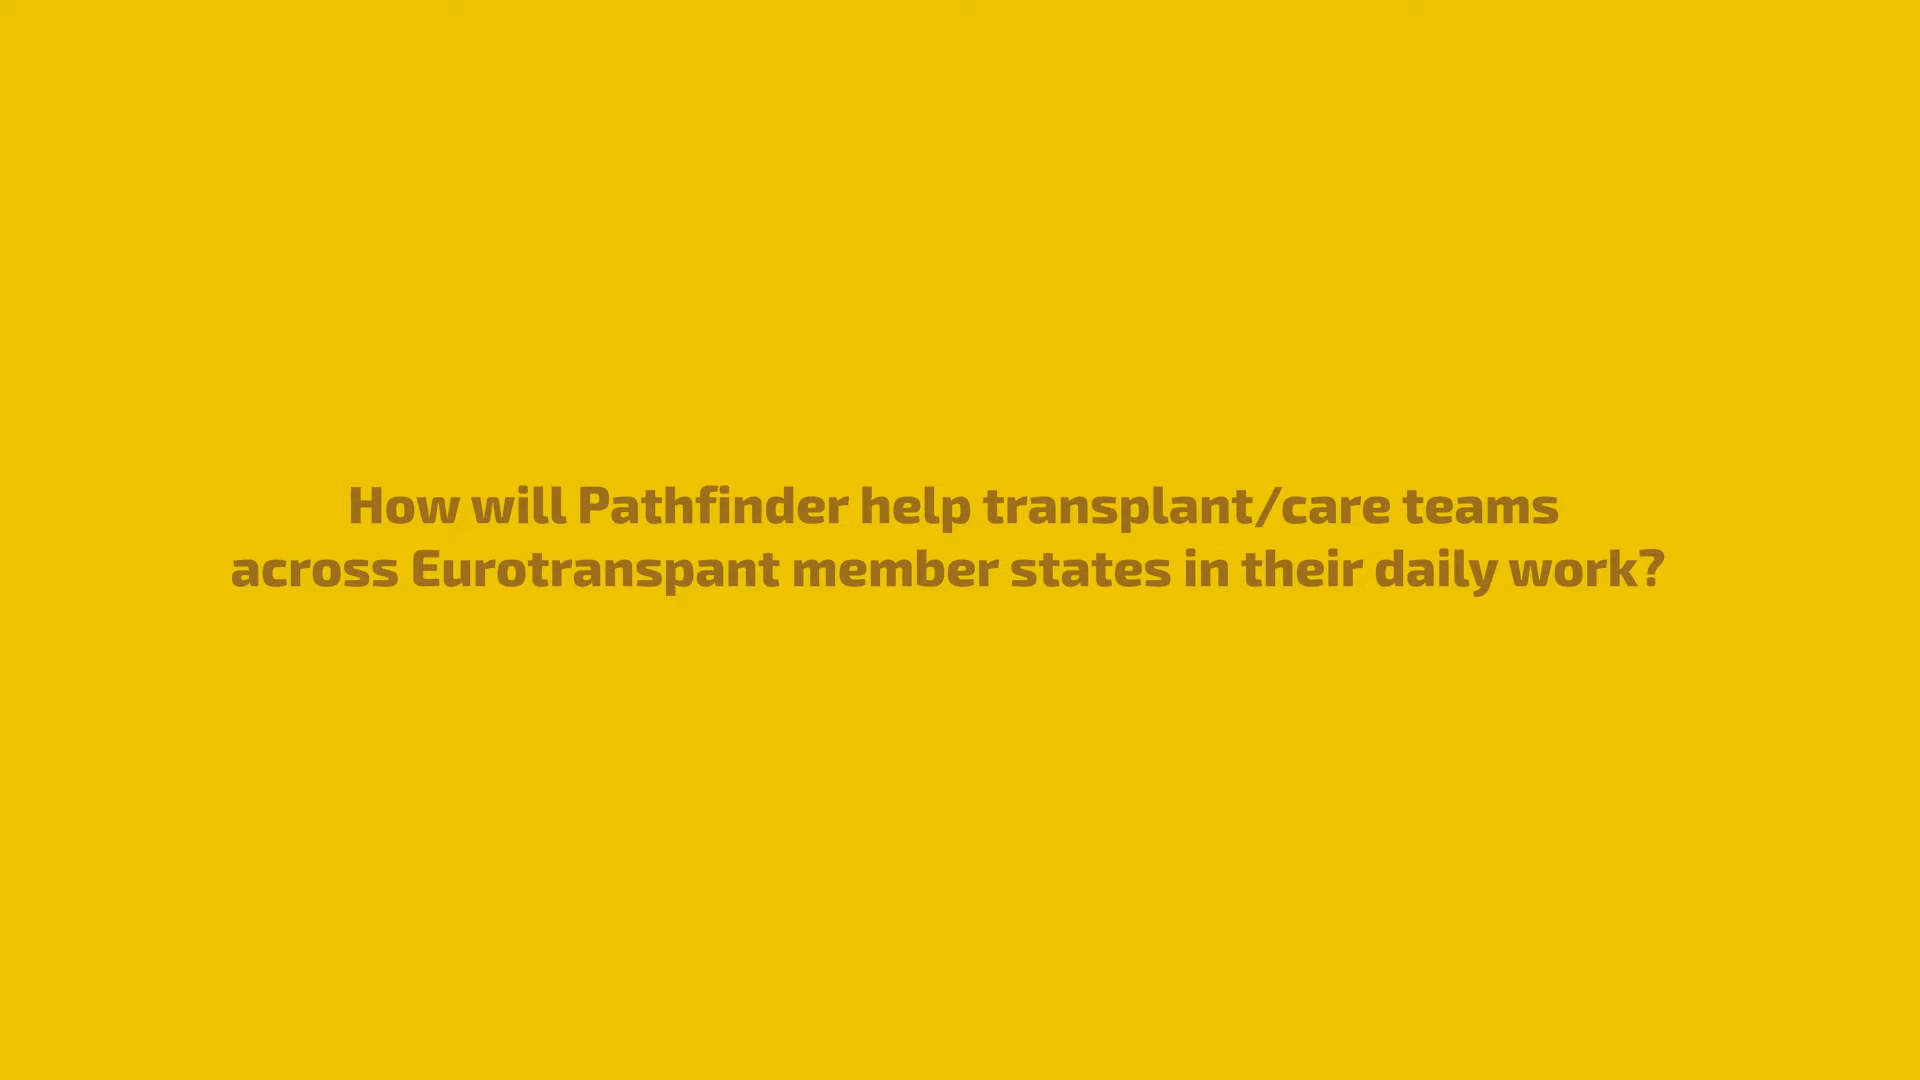 How will Pathfinder help transplant/care teams
across Eurotranspant member states in their daily work?